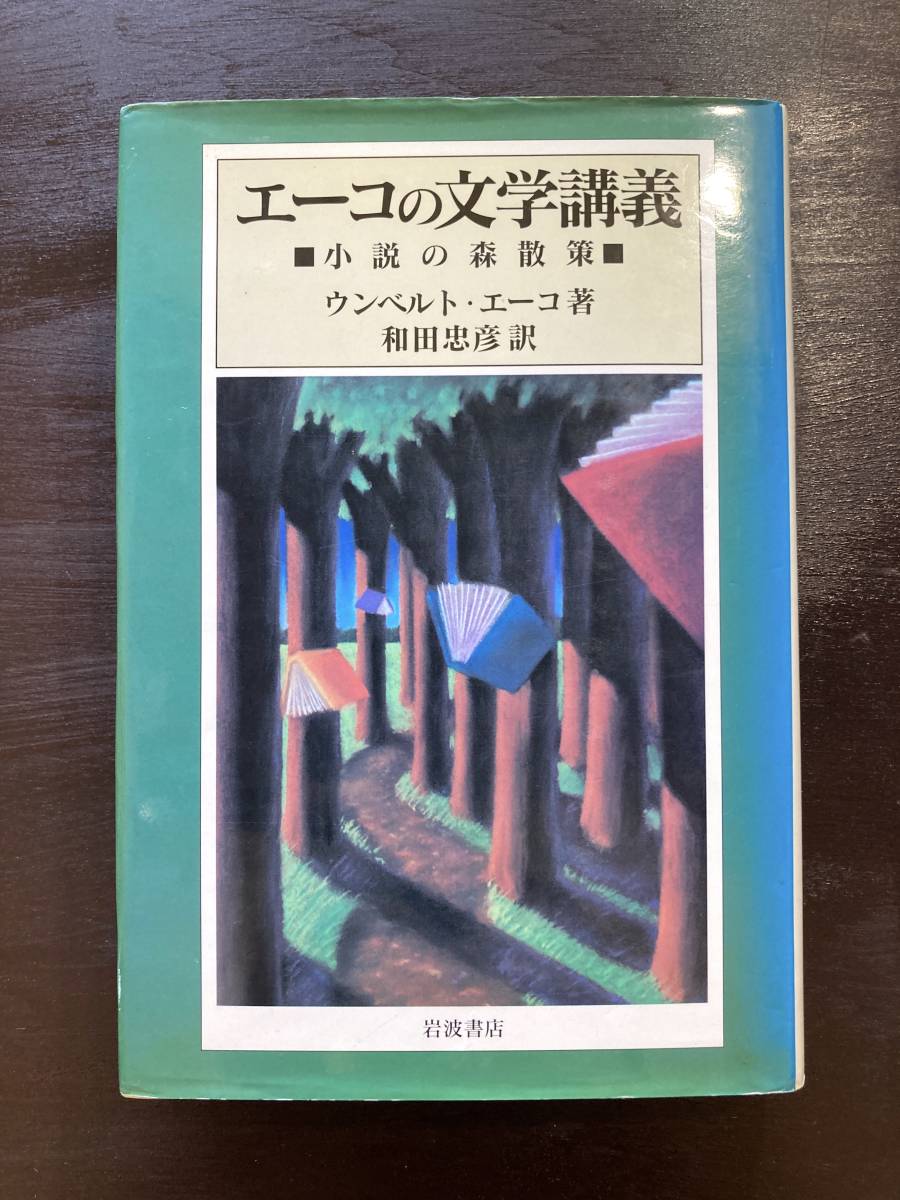 エーコの文学講義
■小説の森散策■
ウンベルト・エーコ著
和田忠彦訳
岩波書店